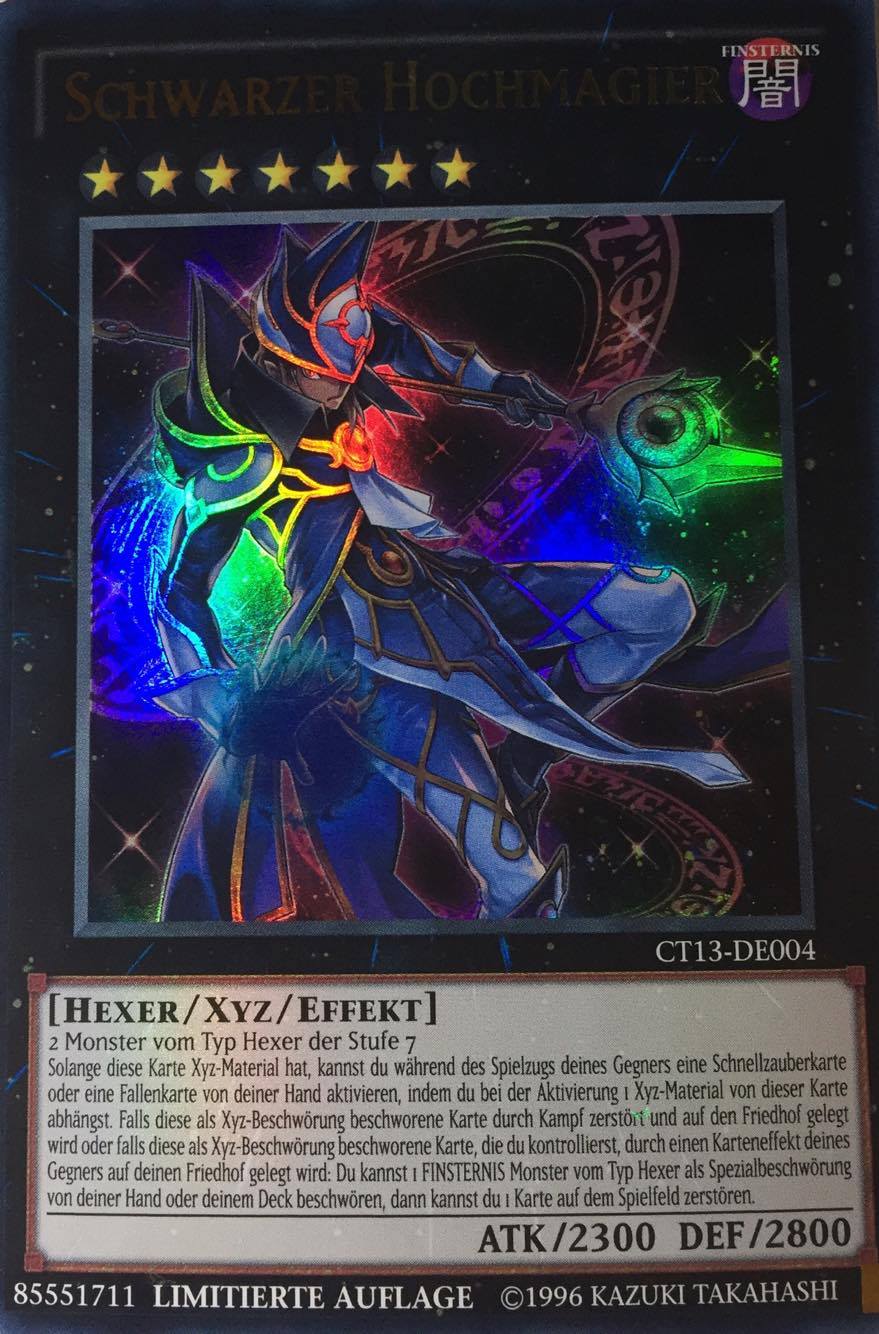 FINSTERNIS
SCHWARZER HOCHMAGIER 闇
CT13-DE004
[HEXER/XYZ/EFFEKT]
2 Monster vom Typ Hexer der Stufe 7
Solange diese Karte Xyz-Material hat, kannst du während des Spielzugs deines Gegners eine Schnellzauberkarte
oder eine Fallenkarte von deiner Hand aktivieren, indem du bei der Aktivierung 1 Xyz-Material von dieser Karte
abhängst. Falls diese als Xyz-Beschwörung beschworene Karte durch Kampf zerstört und auf den Friedhof gelegt
wird oder falls diese als Xyz-Beschwörung beschworene Karte, die du kontrollierst, durch einen Karteneffekt deines
Gegners auf deinen Friedhof gelegt wird: Du kannst 1 FINSTERNIS Monster vom Typ Hexer als Spezialbeschwörung
von deiner Hand oder deinem Deck beschwören, dann kannst du 1 Karte auf dem Spielfeld zerstören.
ATK/2300 DEF/2800
85551711 LIMITIERTE AUFLAGE ©1996 KAZUKI TAKAHASHI